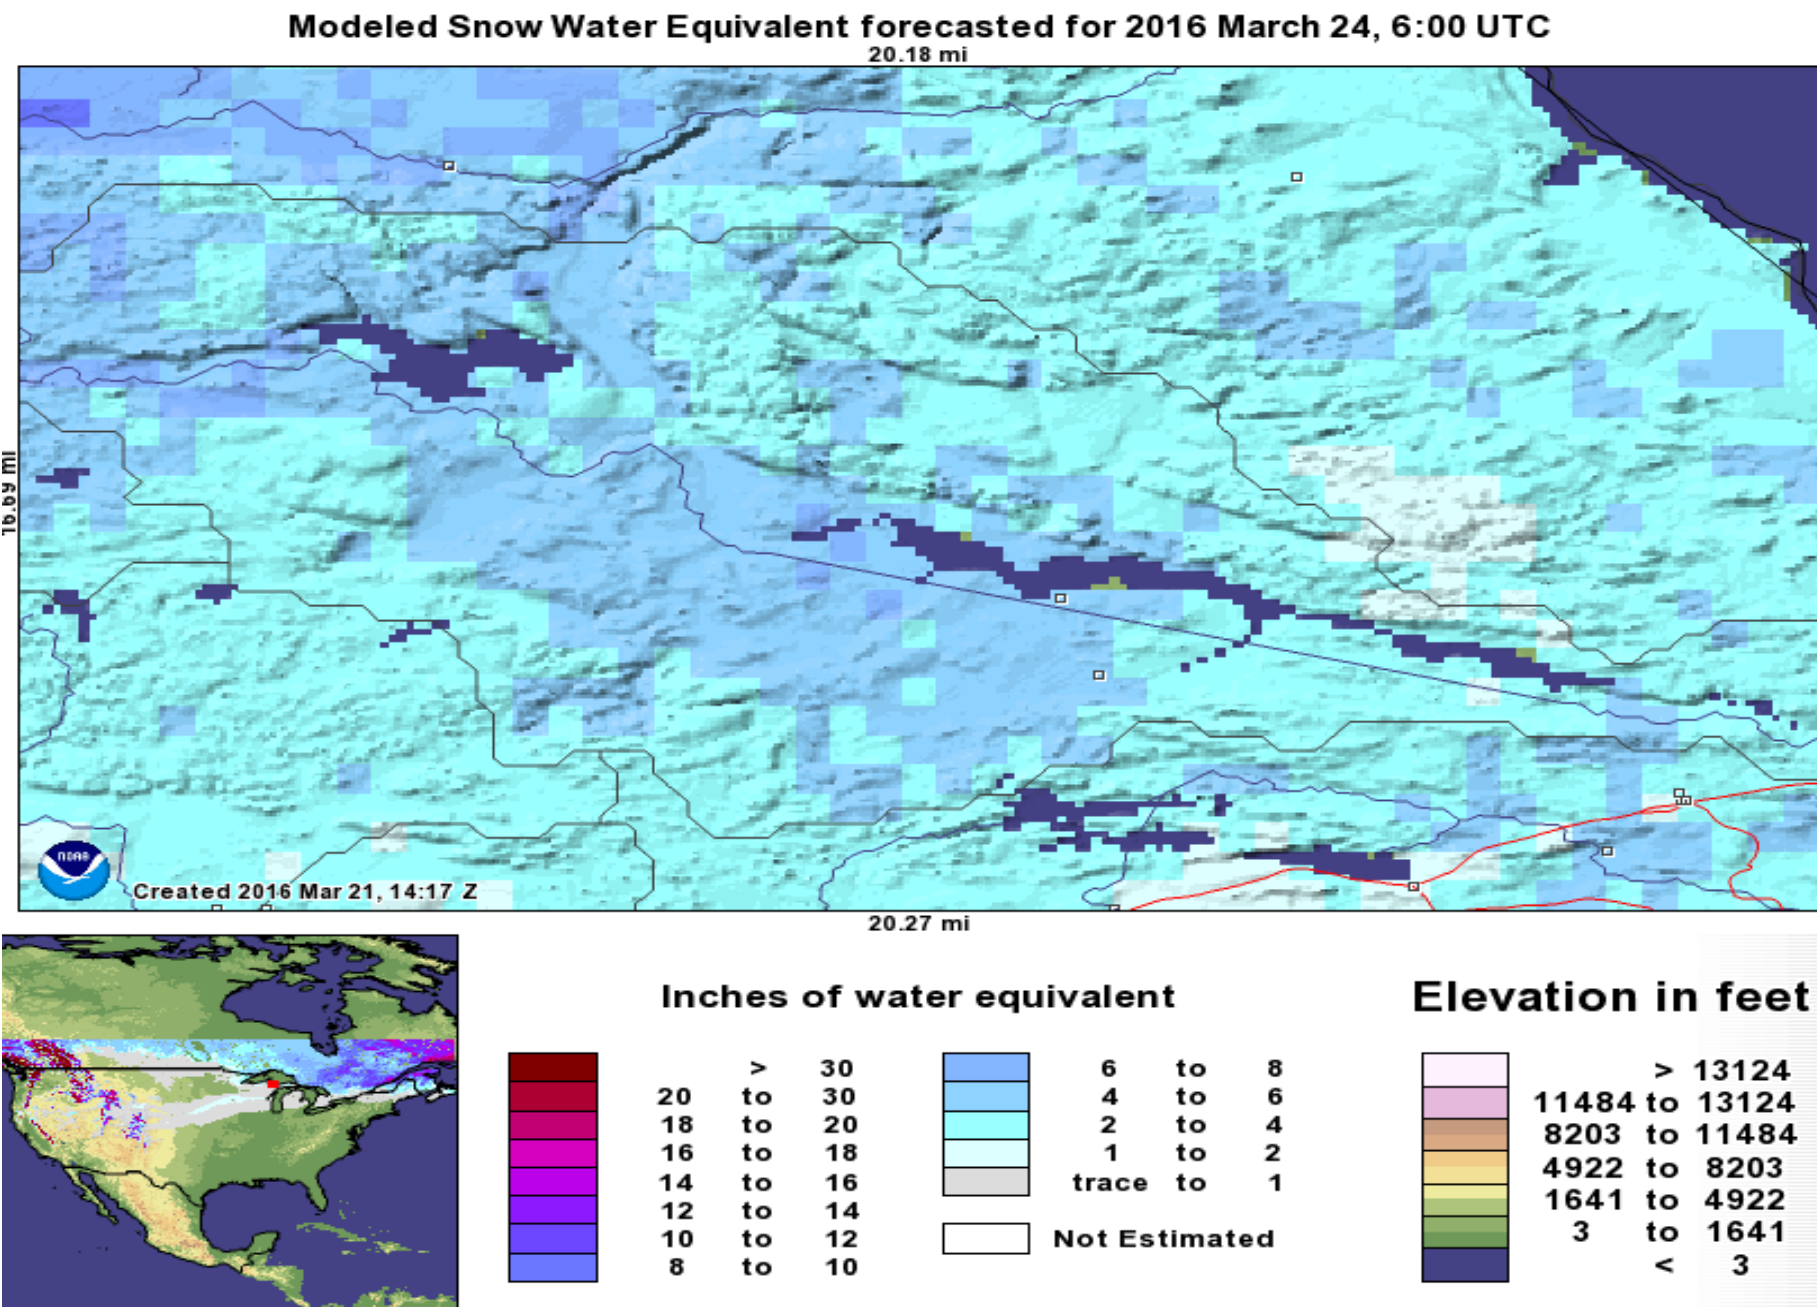 Modeled Snow Water Equivalent forecasted for 2016 March 24, 6:00 UTC
20.18 mi
16.69 mi
NOAA
Created 2016 Mar 21, 14:17 Z
20.27 mi
Inches of water equivalent
> 30
20 to 30
18 to 20
16 to 18
14 to 16
12 to 14
10 to 12
8 to 10
6 to 8
4 to 6
2 to 4
1 to 2
trace to 1
Not Estimated
Elevation in feet
> 13124
11484 to 13124
8203 to 11484
4922 to 8203
1641 to 4922
3 to 1641
< 3